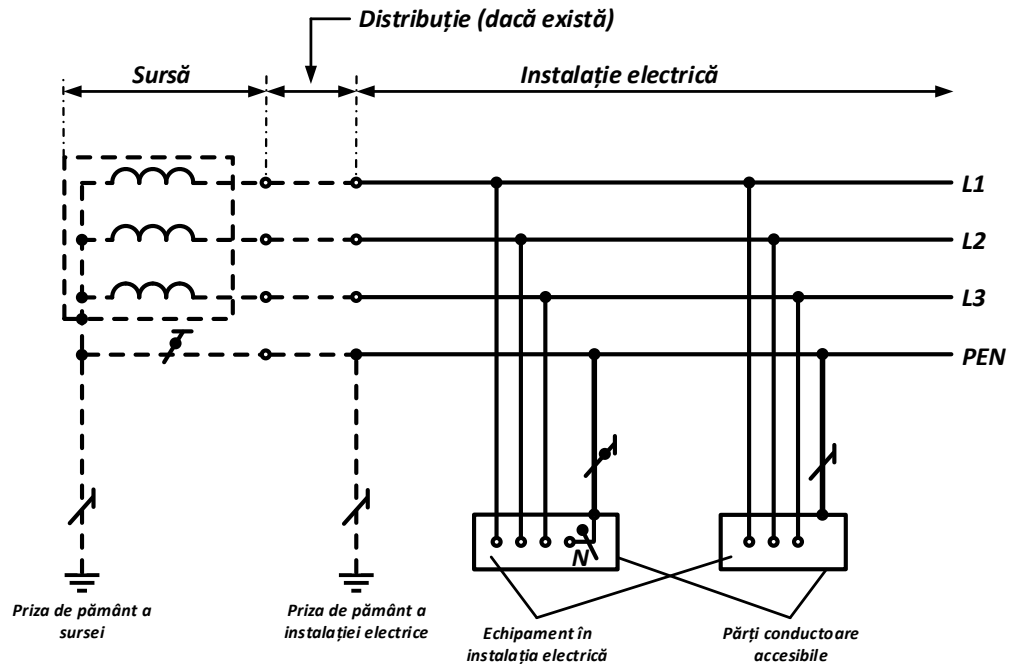 Distribuție (dacă există)
Sursă
Instalație electrică
L1
L2
L3
PEN
N
Priza de pământ a
sursei
Priza de pământ a
instalației electrice
Echipament în
instalația electrică
Părți conductoare
accesibile